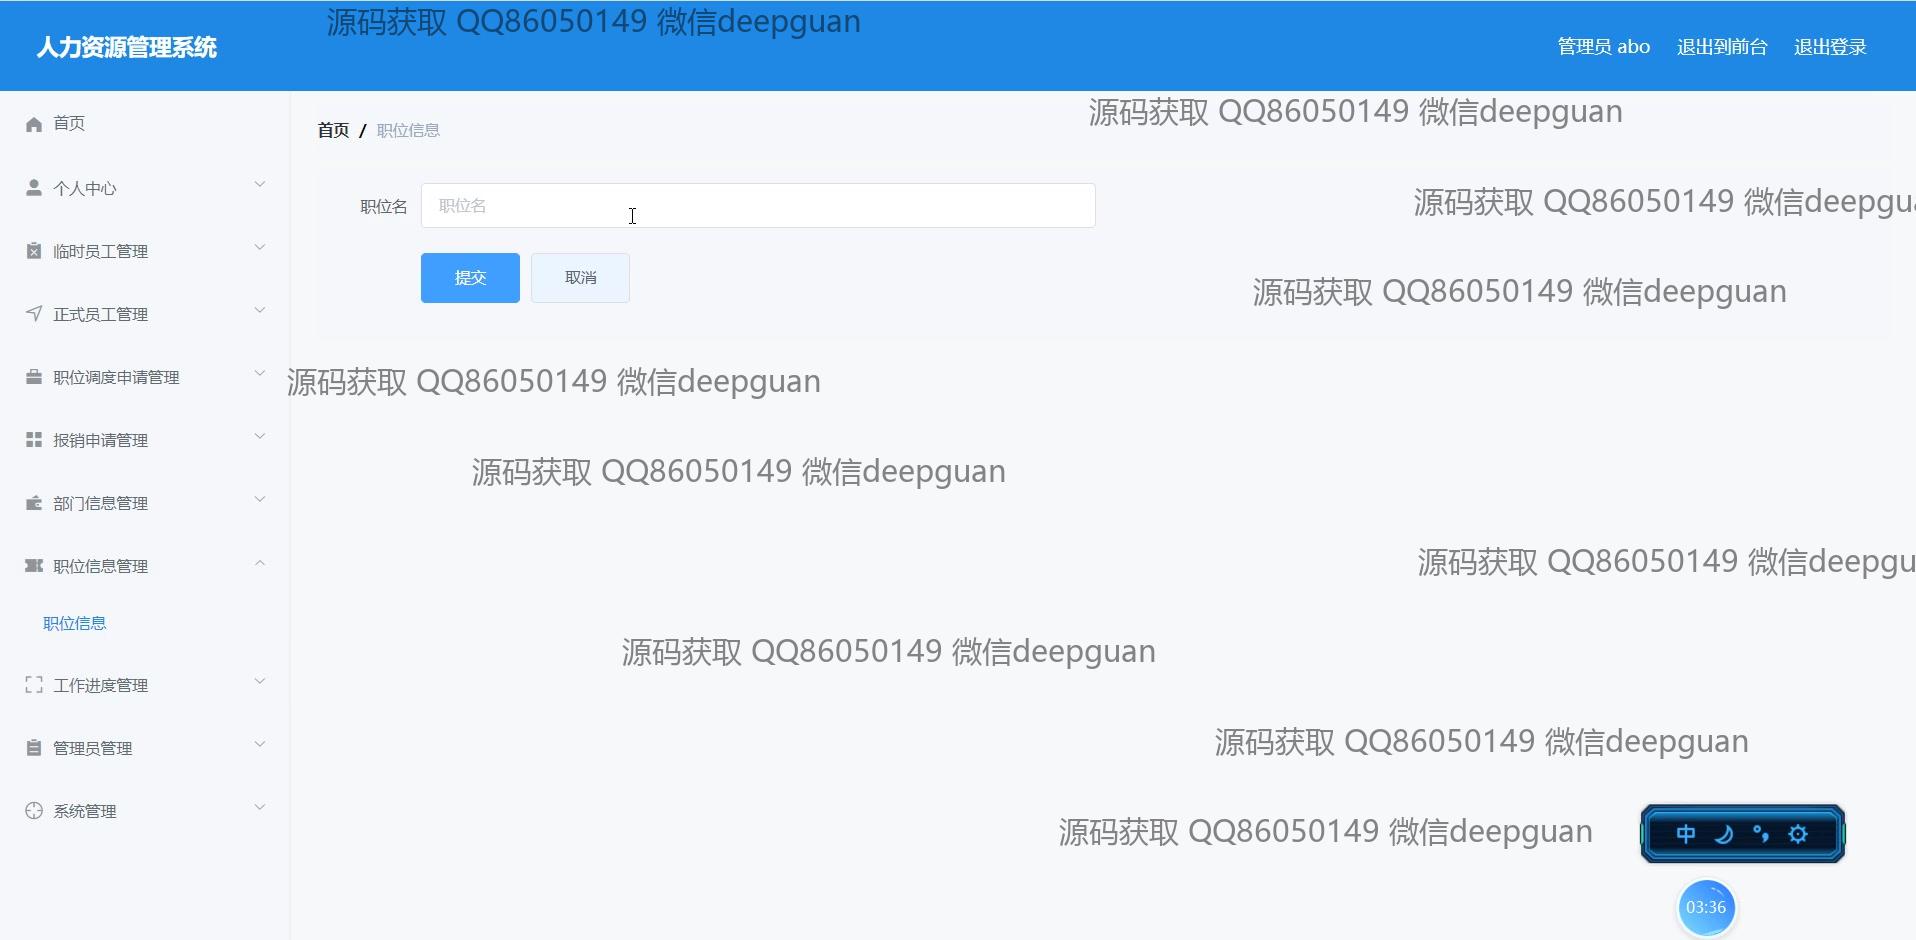 源码获取 QQ86050149 微信deepguan
人力资源管理系统
管理员 abo 退出到前台 退出登录
源码获取 QQ86050149 微信deepguan
首页
首页 / 职位信息
个人中心
职位名 职位名
源码获取 QQ86050149 微信deepgu
临时员工管理
提交 取消
源码获取 QQ86050149 微信deepguan
正式员工管理
职位调度申请管理
源码获取 QQ86050149 微信deepguan
报销申请管理
源码获取 QQ86050149 微信deepguan
部门信息管理
职位信息管理
源码获取 QQ86050149 微信deepgu
职位信息
源码获取 QQ86050149 微信deepguan
工作进度管理
管理员管理
源码获取 QQ86050149 微信deepguan
系统管理
源码获取 QQ86050149 微信deepguan
中
03:36